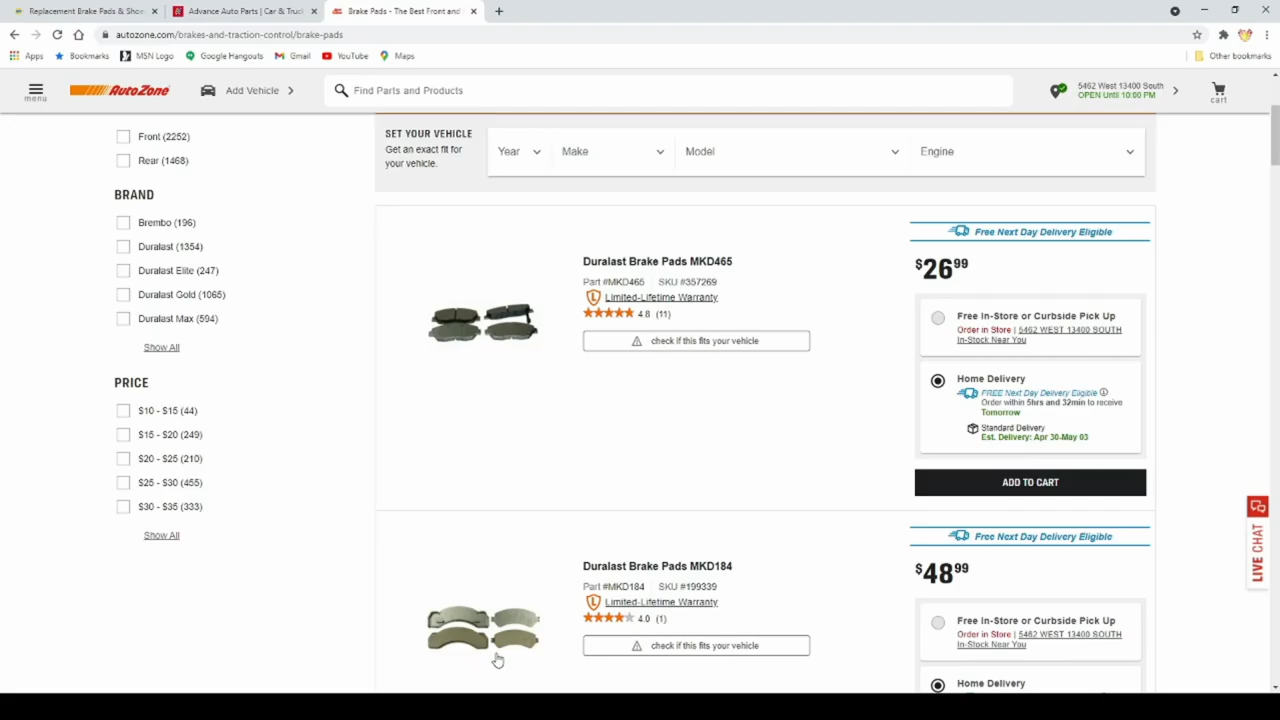 Replacement Brake Pads & Shoe
Advance Auto Parts | Car & Truck
Brake Pads - The Best Front and
autozone.com/brakes-and-traction-control/brake-pads
Apps
Bookmarks
MSN Logo
Google Hangouts
Gmail
YouTube
Maps
Other bookmarks
menu
AutoZone
Add Vehicle
Find Parts and Products
5462 West 13400 South
OPEN Until 10:00 PM
cart
Front (2252)
Rear (1468)
BRAND
Brembo (196)
Duralast (1354)
Duralast Elite (247)
Duralast Gold (1065)
Duralast Max (594)
Show All
PRICE
$10 - $15 (44)
$15 - $20 (249)
$20 - $25 (210)
$25 - $30 (455)
$30 - $35 (333)
Show All
SET YOUR VEHICLE
Get an exact fit for
your vehicle.
Year
Make
Model
Engine
Duralast Brake Pads MKD465
Part #MKD465 SKU #357269
Limited-Lifetime Warranty
4.8 (11)
check if this fits your vehicle
Free Next Day Delivery Eligible
$26 99
Free In-Store or Curbside Pick Up
Order in Store | 5462 WEST 13400 SOUTH
In-Stock Near You
Home Delivery
FREE Next Day Delivery Eligible
Order within 5hrs and 32min to receive
Tomorrow
Standard Delivery
Est. Delivery: Apr 30-May 03
ADD TO CART
Duralast Brake Pads MKD184
Part #MKD184 SKU #199339
Limited-Lifetime Warranty
4.0 (1)
check if this fits your vehicle
Free Next Day Delivery Eligible
$48 99
Free In-Store or Curbside Pick Up
Order in Store | 5462 WEST 13400 SOUTH
In-Stock Near You
Home Delivery
LIVE CHAT